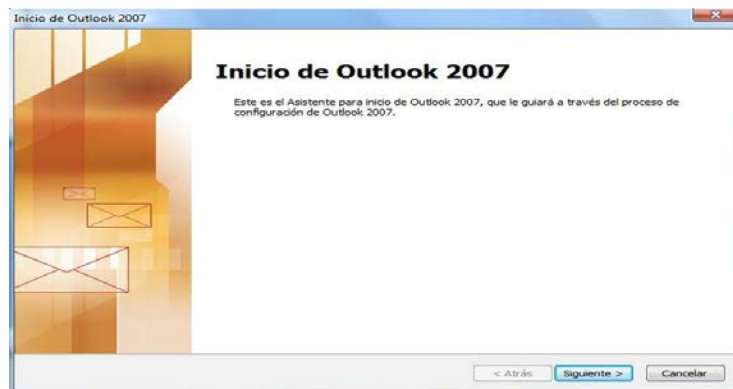 Inicio de Outlook 2007
Inicio de Outlook 2007
Este es el Asistente para inicio de Outlook 2007, que le guiará a través del proceso de
configuración de Outlook 2007.
< Atrás Siguiente > Cancelar